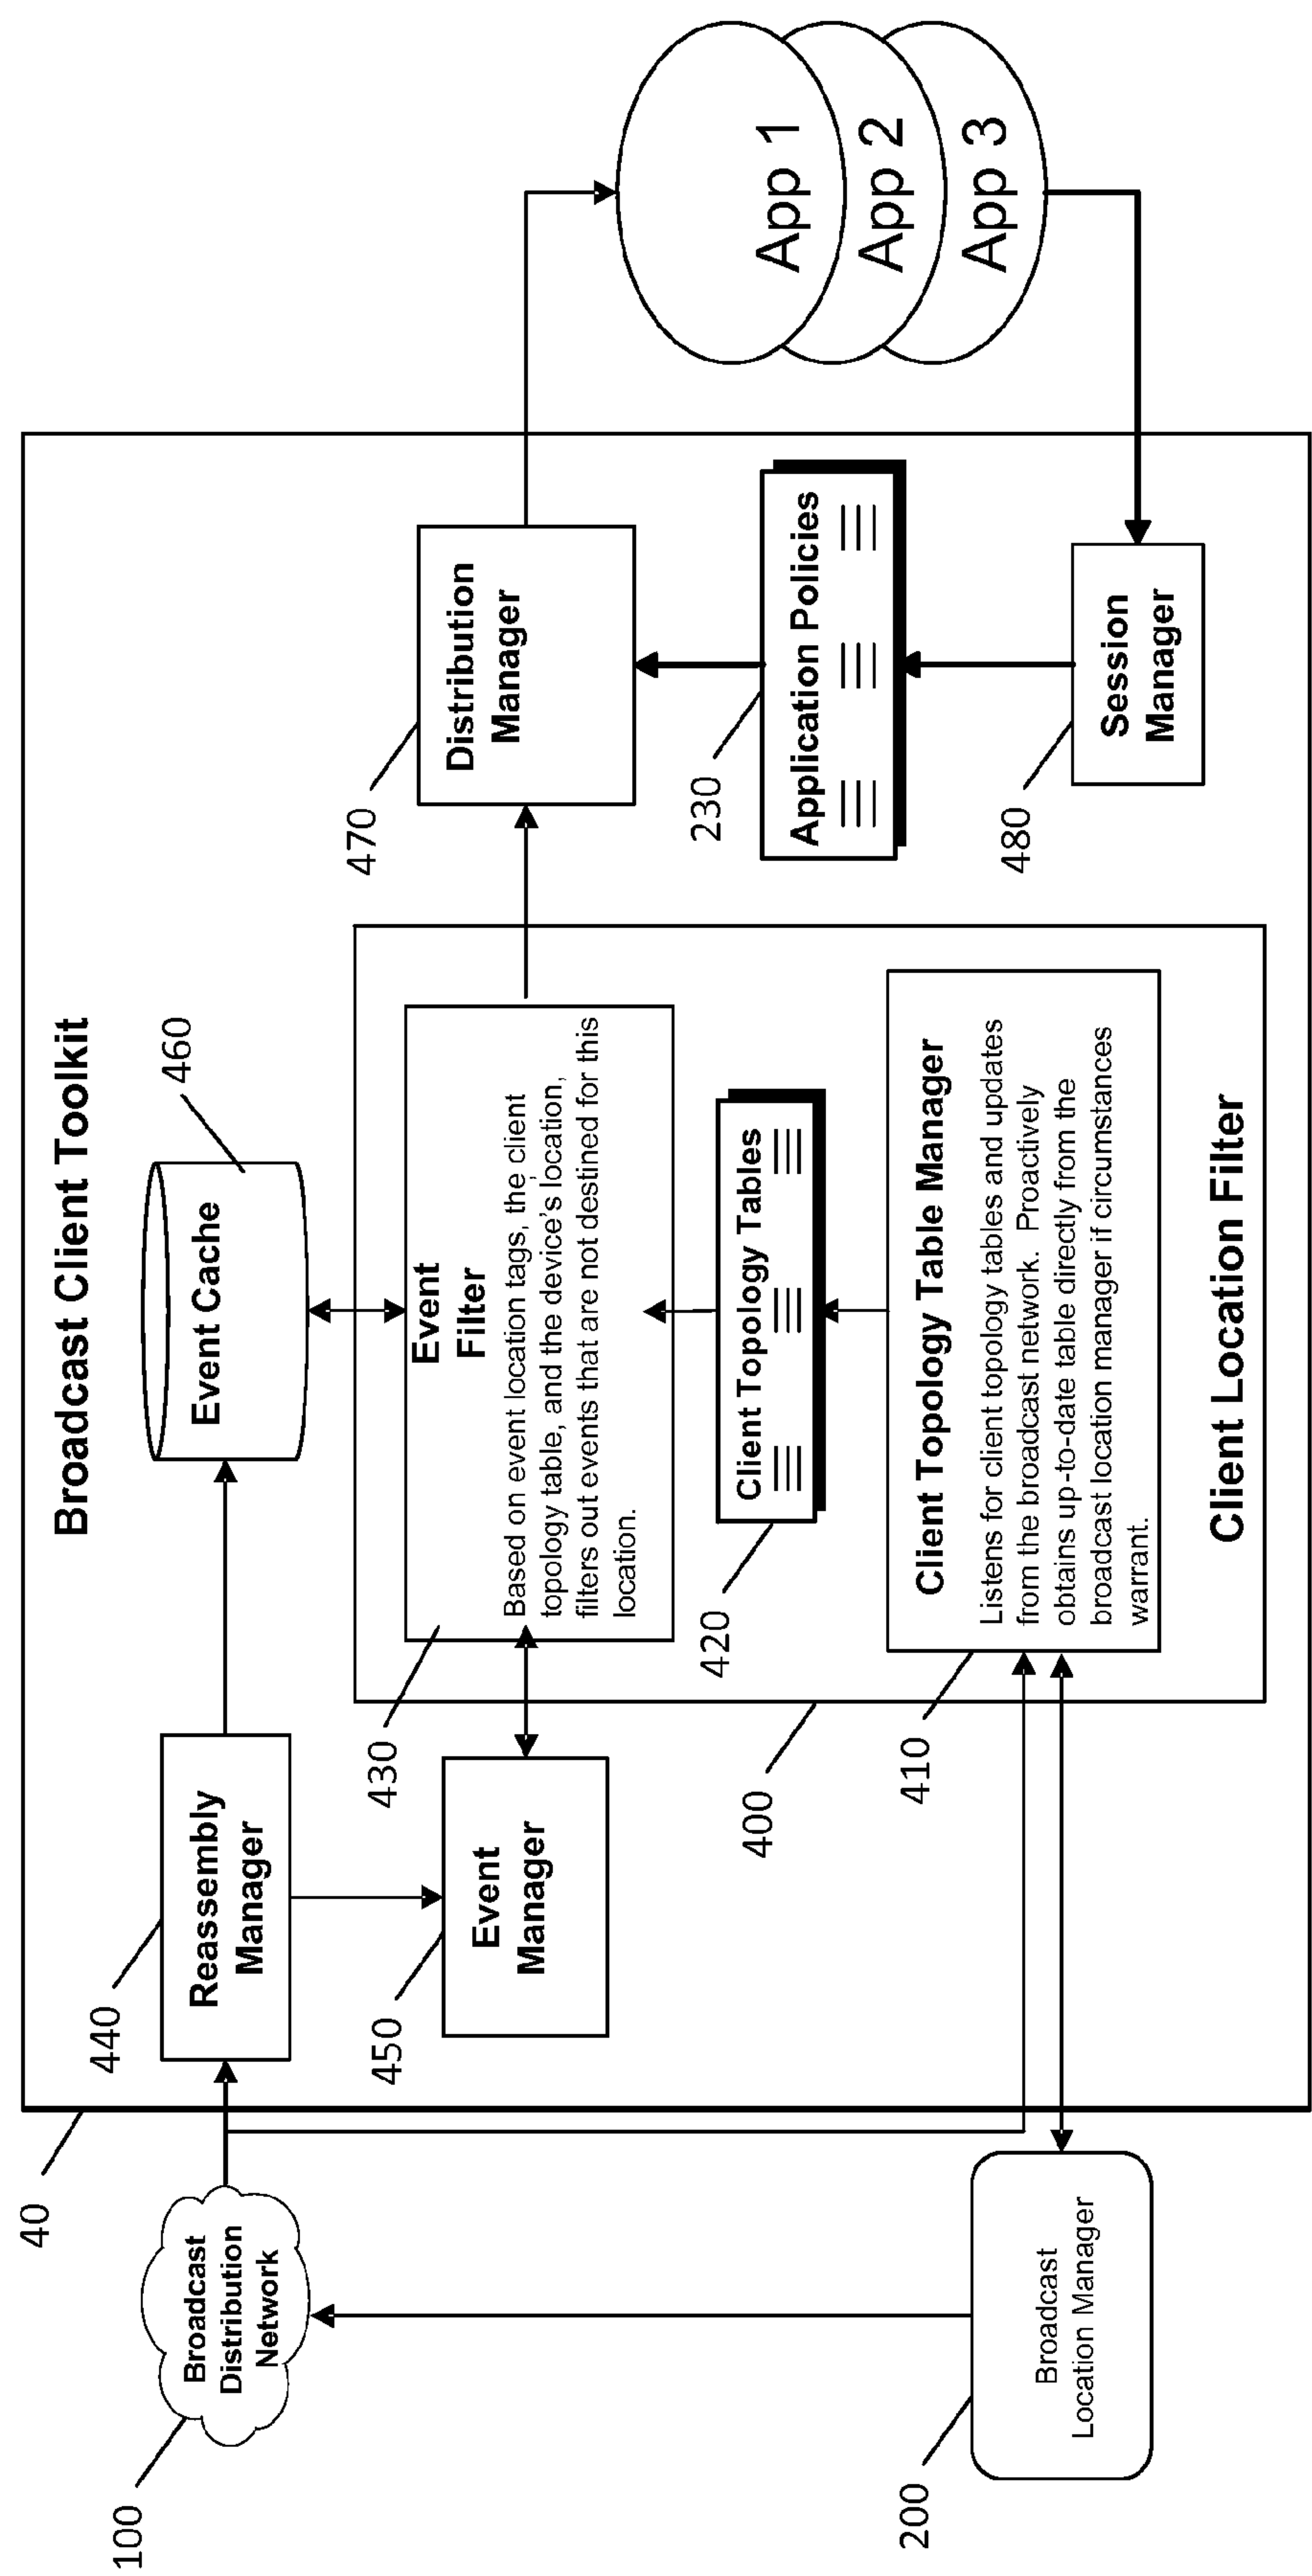 Broadcast Client Toolkit
40
100
Broadcast
Distribution
Network
440
Reassembly
Manager
Event Cache
460
450
Event
Manager
430
Event
Filter
Based on event location tags, the client
topology table, and the device's location,
filters out events that are not destined for this
location.
470
Distribution
Manager
App 1
App 2
App 3
420
Client Topology Tables
230
Application Policies
400
410
Client Topology Table Manager
Listens for client topology tables and updates
from the broadcast network. Proactively
obtains up-to-date table directly from the
broadcast location manager if circumstances
warrant.
Client Location Filter
480
Session
Manager
200
Broadcast
Location Manager